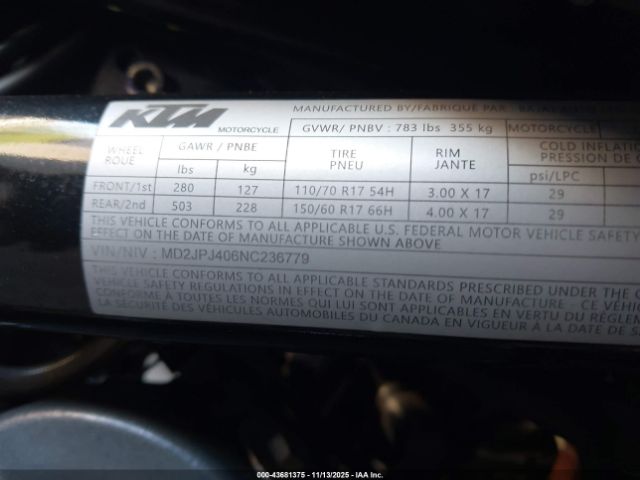 KTM
MOTORCYCLE
MANUFACTURED BY/FABRIQUE PAR : BAJAJ AUTO
GVWR/ PNBV : 783 lbs 355 kg MOTORCYCLE
WHEEL ROUE GAWR / PNBE TIRE PNEU RIM JANTE COLD INFLATI
PRESSION DE
lbs kg psi/LPC
FRONT/1st 280 127 110/70 R17 54H 3.00 X 17 29
REAR/2nd 503 228 150/60 R17 66H 4.00 X 17 29
THIS VEHICLE CONFORMS TO ALL APPLICABLE U.S. FEDERAL MOTOR VEHICLE SAFETY
EFFECT ON THE DATE OF MANUFACTURE SHOWN ABOVE
VIN/NIV : MD2JPJ406NC236779
THIS VEHICLE CONFORMS TO ALL APPLICABLE STANDARDS PRESCRIBED UNDER THE
VEHICLE SAFETY REGULATIONS IN EFFECT ON THE DATE OF MANUFACTURE - CE VÉHIC
CONFORME À TOUTES LES NORMES QUI LUI SONT APPLICABLES EN VERTU DU RÉGLEM
LA SÉCURITÉ DES VÉHICULES AUTOMOBILES DU CANADA EN VIGUEUR À LA DATE DE S
000-43681375 — 11/13/2025 — IAA Inc.